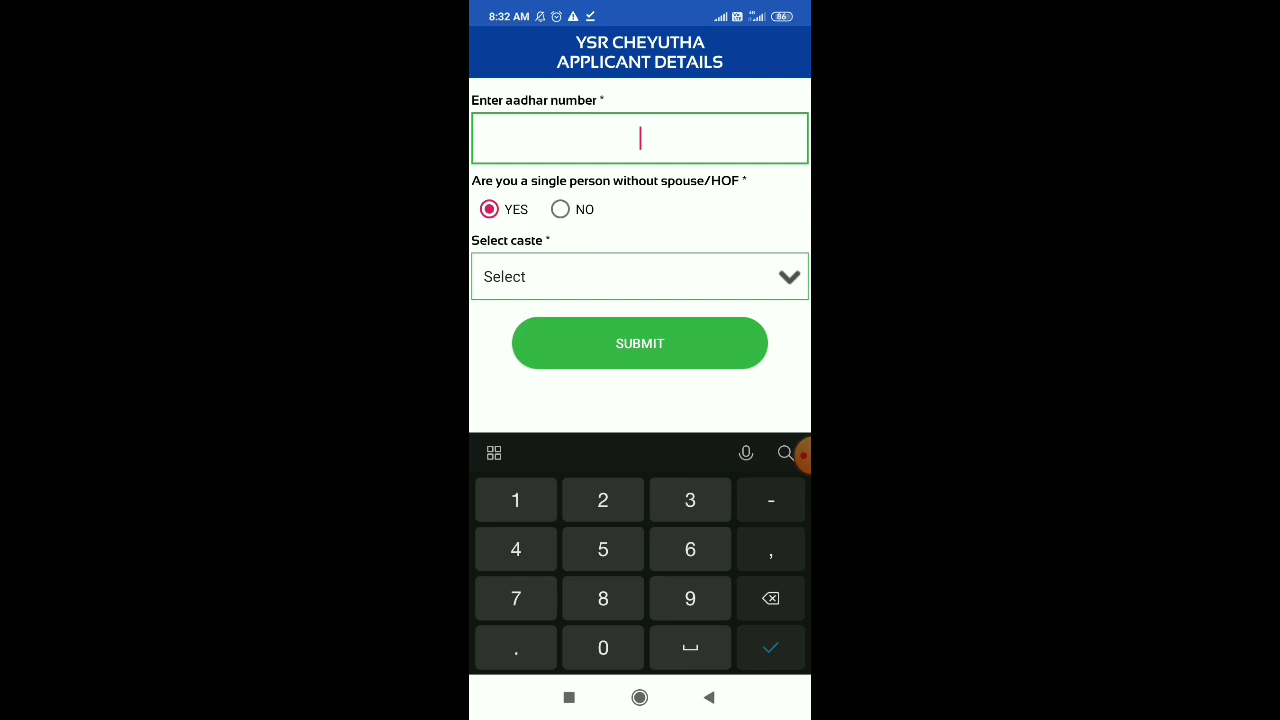 8:32 AM
86
YSR CHEYUTHA
APPLICANT DETAILS
Enter aadhar number *
Are you a single person without spouse/HOF *
YES NO
Select caste *
Select
SUBMIT
1 2 3 -
4 5 6 ,
7 8 9
. 0